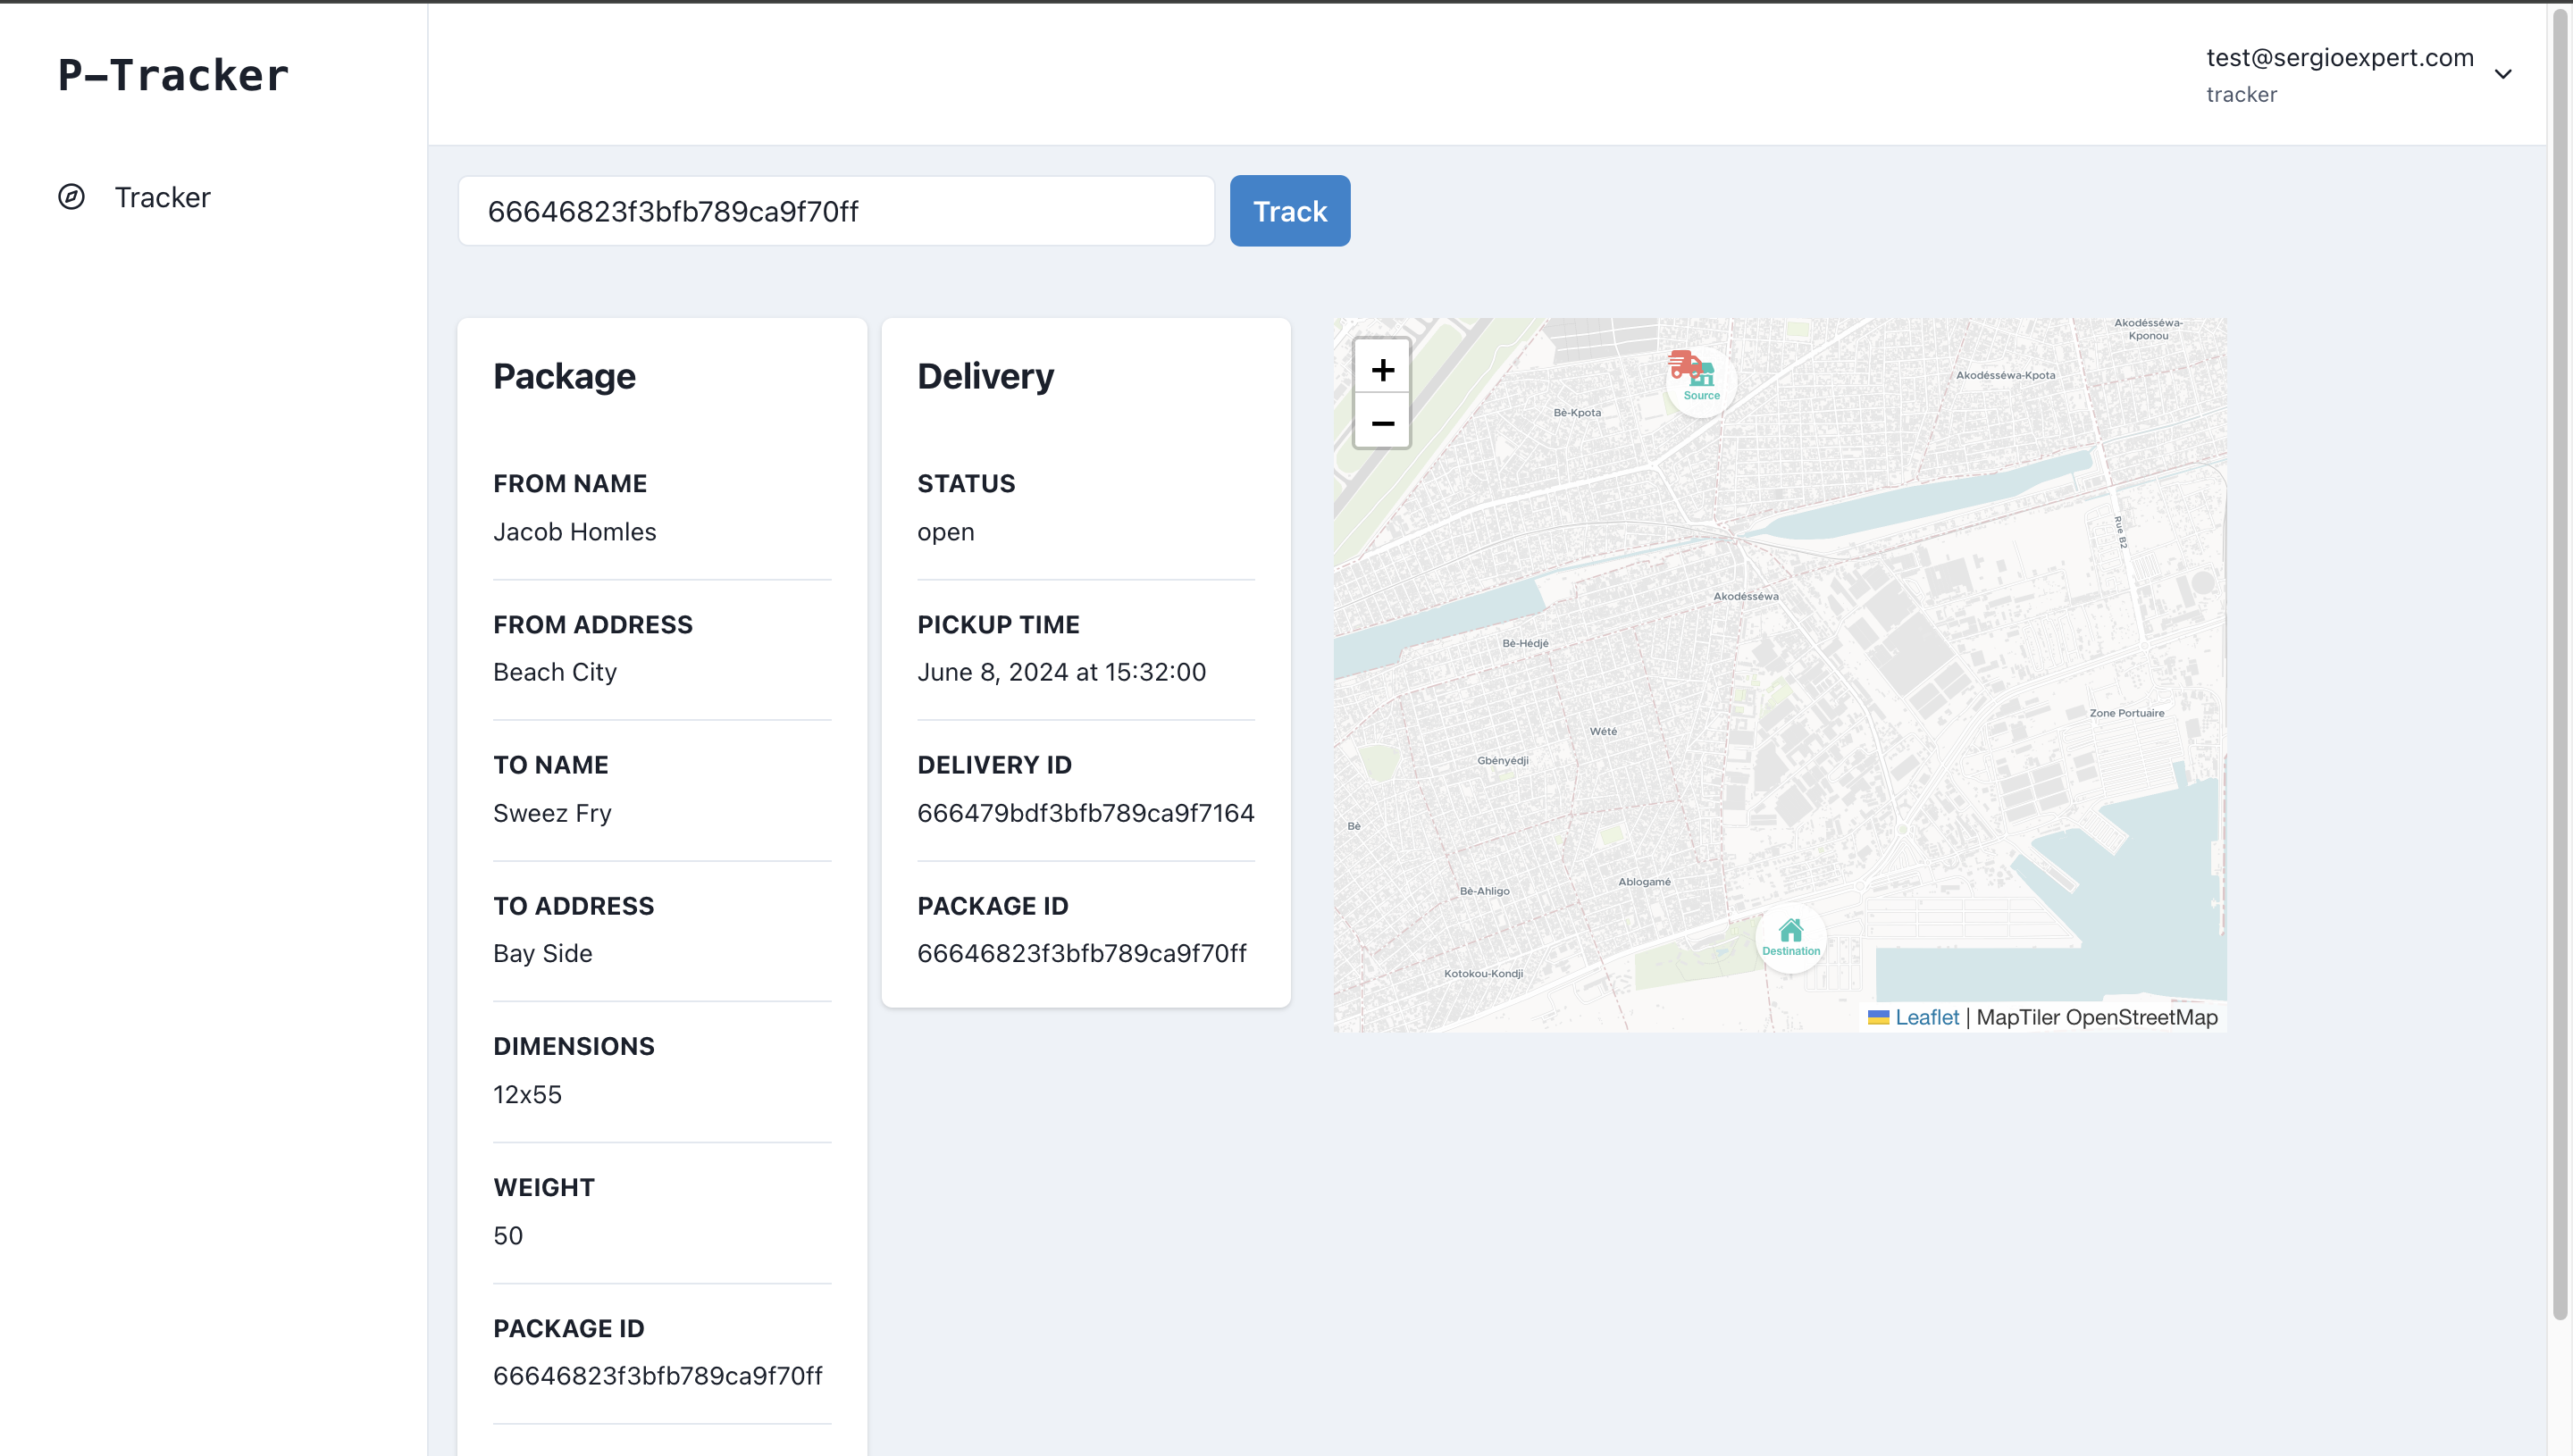 P-Tracker
test@sergioexpert.com
tracker
Tracker
66646823f3bfb789ca9f70ff
Track
Package
FROM NAME
Jacob Homles
FROM ADDRESS
Beach City
TO NAME
Sweez Fry
TO ADDRESS
Bay Side
DIMENSIONS
12x55
WEIGHT
50
PACKAGE ID
66646823f3bfb789ca9f70ff
Delivery
STATUS
open
PICKUP TIME
June 8, 2024 at 15:32:00
DELIVERY ID
666479bdf3bfb789ca9f7164
PACKAGE ID
66646823f3bfb789ca9f70ff
+
−
Akodésséwa-
Kponou
Akodésséwa-Kpota
Source
Bè-Kpota
Rue B2
Akodésséwa
Bè-Hédjé
Zone Portuaire
Wété
Gbényédji
Bè
Ablogamé
Bè-Ahligo
Destination
Kotokou-Kondji
Leaflet | MapTiler OpenStreetMap